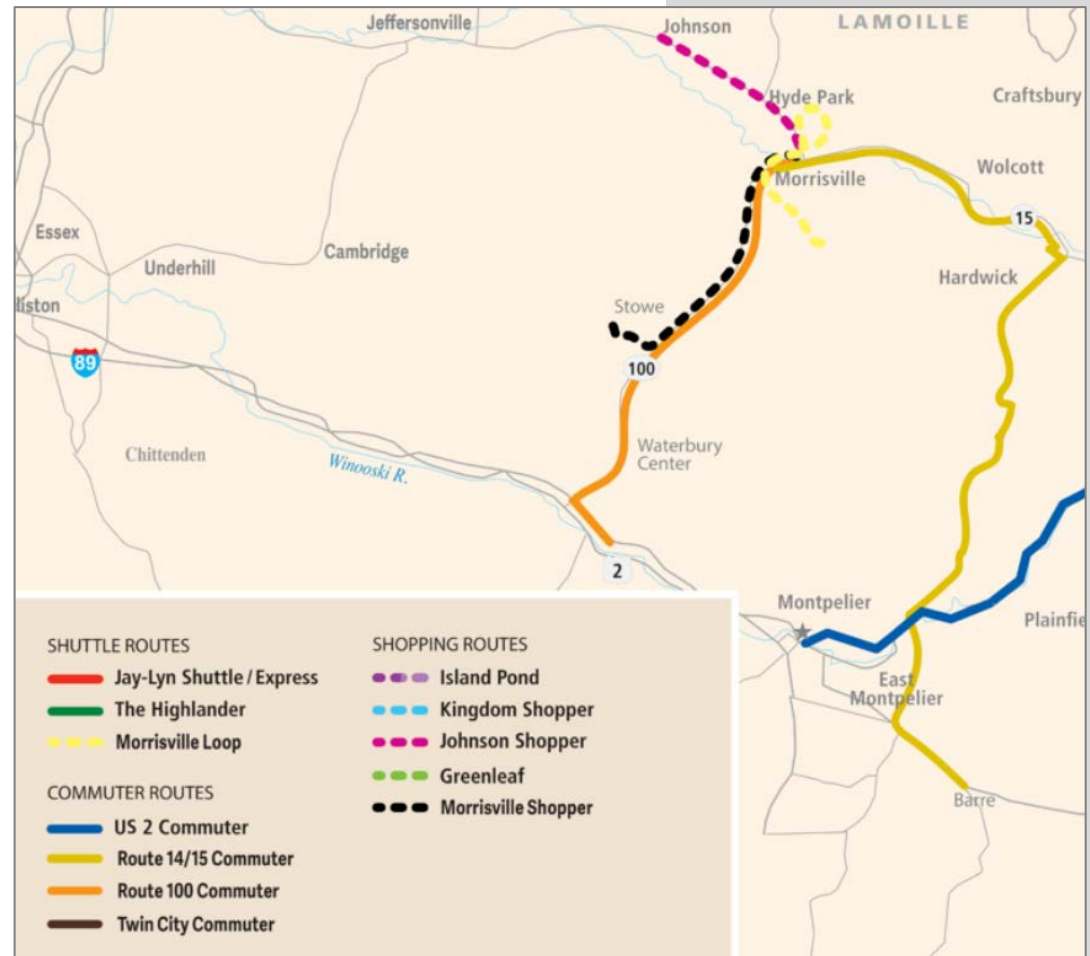 Jeffersonville
Johnson
LAMOILLE
Hyde Park
Craftsbury
Morrisville
Wolcott
15
Essex
Underhill
Cambridge
Hardwick
liston
Stowe
89
100
Chittenden
Winooski R.
Waterbury
Center
2
Montpelier
Plainfie
East
Montpelier
Barre
SHUTTLE ROUTES
Jay-Lyn Shuttle / Express
The Highlander
Morrisville Loop
COMMUTER ROUTES
US 2 Commuter
Route 14/15 Commuter
Route 100 Commuter
Twin City Commuter
SHOPPING ROUTES
Island Pond
Kingdom Shopper
Johnson Shopper
Greenleaf
Morrisville Shopper